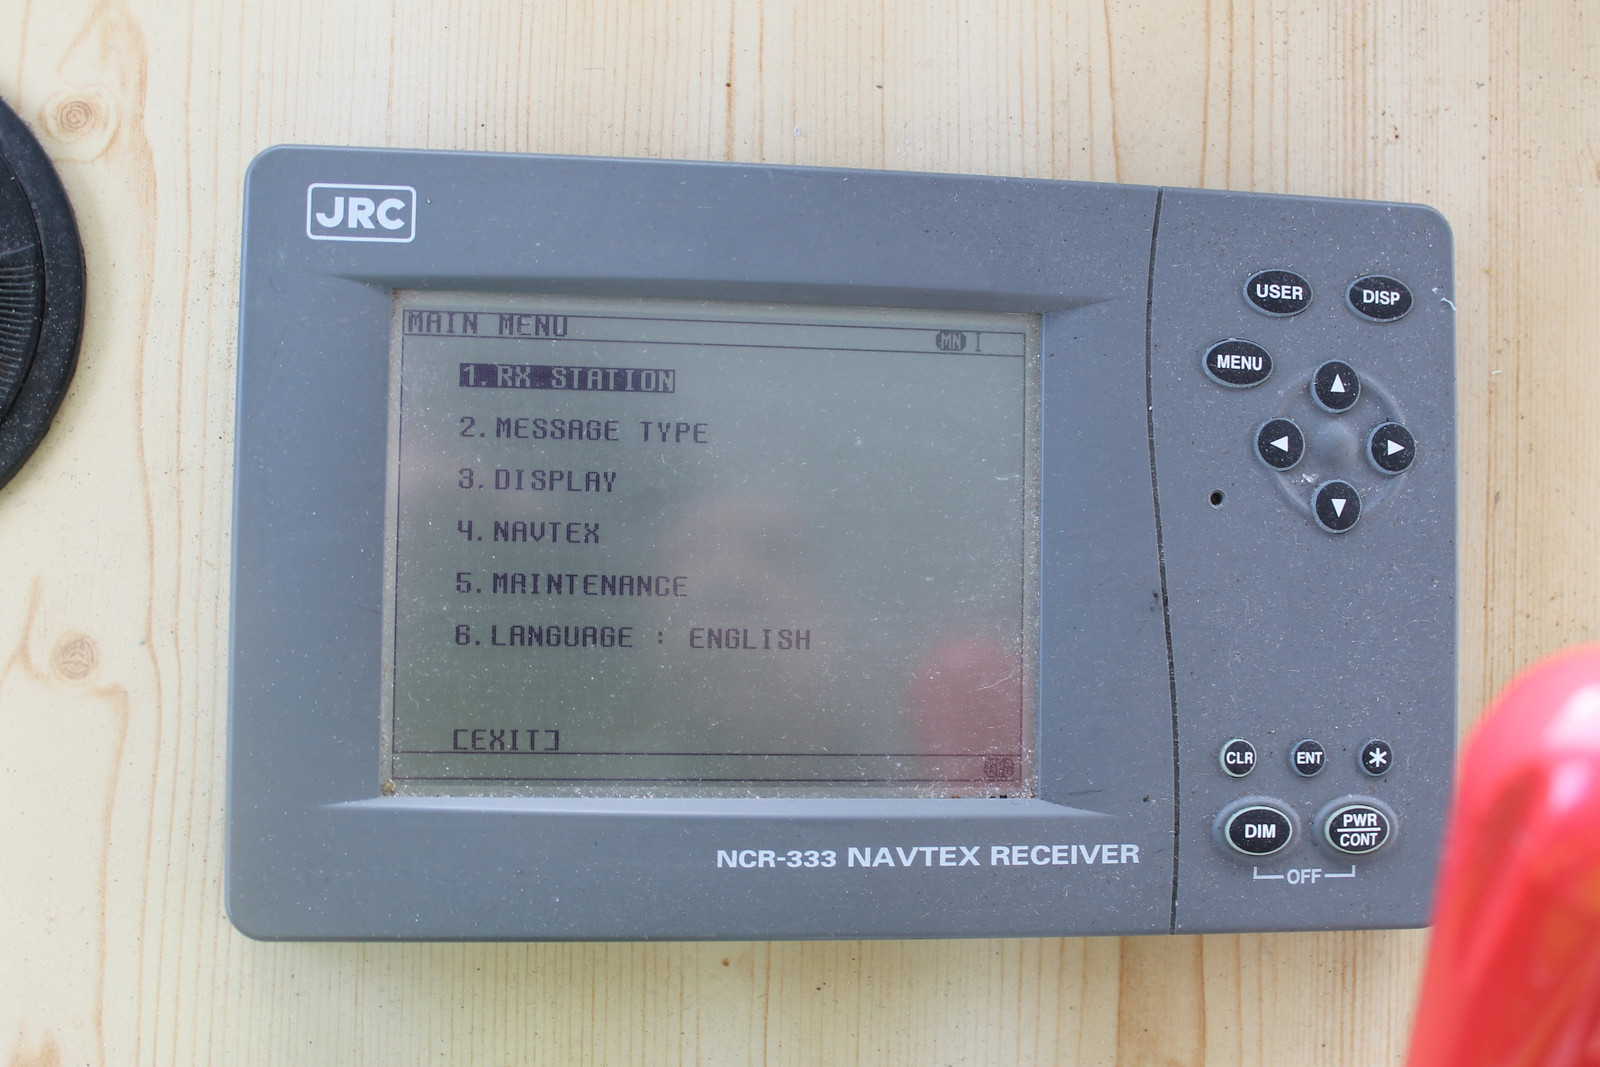 JRC
MAIN MENU
MN I
1. RX STATION
2. MESSAGE TYPE
3. DISPLAY
4. NAVTEX
5. MAINTENANCE
6. LANGUAGE : ENGLISH
[EXIT]
NCR-333 NAVTEX RECEIVER
USER
DISP
MENU
CLR
ENT
*
DIM
PWR
CONT
OFF